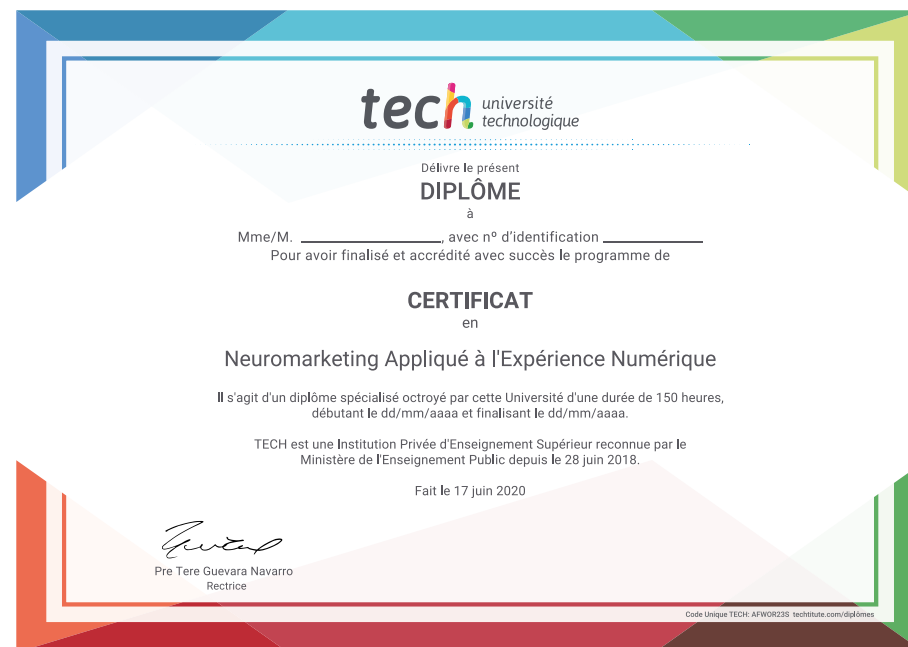 tech université
technologique
Délivre le présent
DIPLÔME
à
Mme/M. ____________________, avec nº d'identification ______________
Pour avoir finalisé et accrédité avec succès le programme de
CERTIFICAT
en
Neuromarketing Appliqué à l'Expérience Numérique
Il s'agit d'un diplôme spécialisé octroyé par cette Université d'une durée de 150 heures,
débutant le dd/mm/aaaa et finalisant le dd/mm/aaaa.
TECH est une Institution Privée d'Enseignement Supérieur reconnue par le
Ministère de l'Enseignement Public depuis le 28 juin 2018.
Fait le 17 juin 2020
Pre Tere Guevara Navarro
Rectrice
Code Unique TECH: AFWOR23S techtitute.com/diplômes